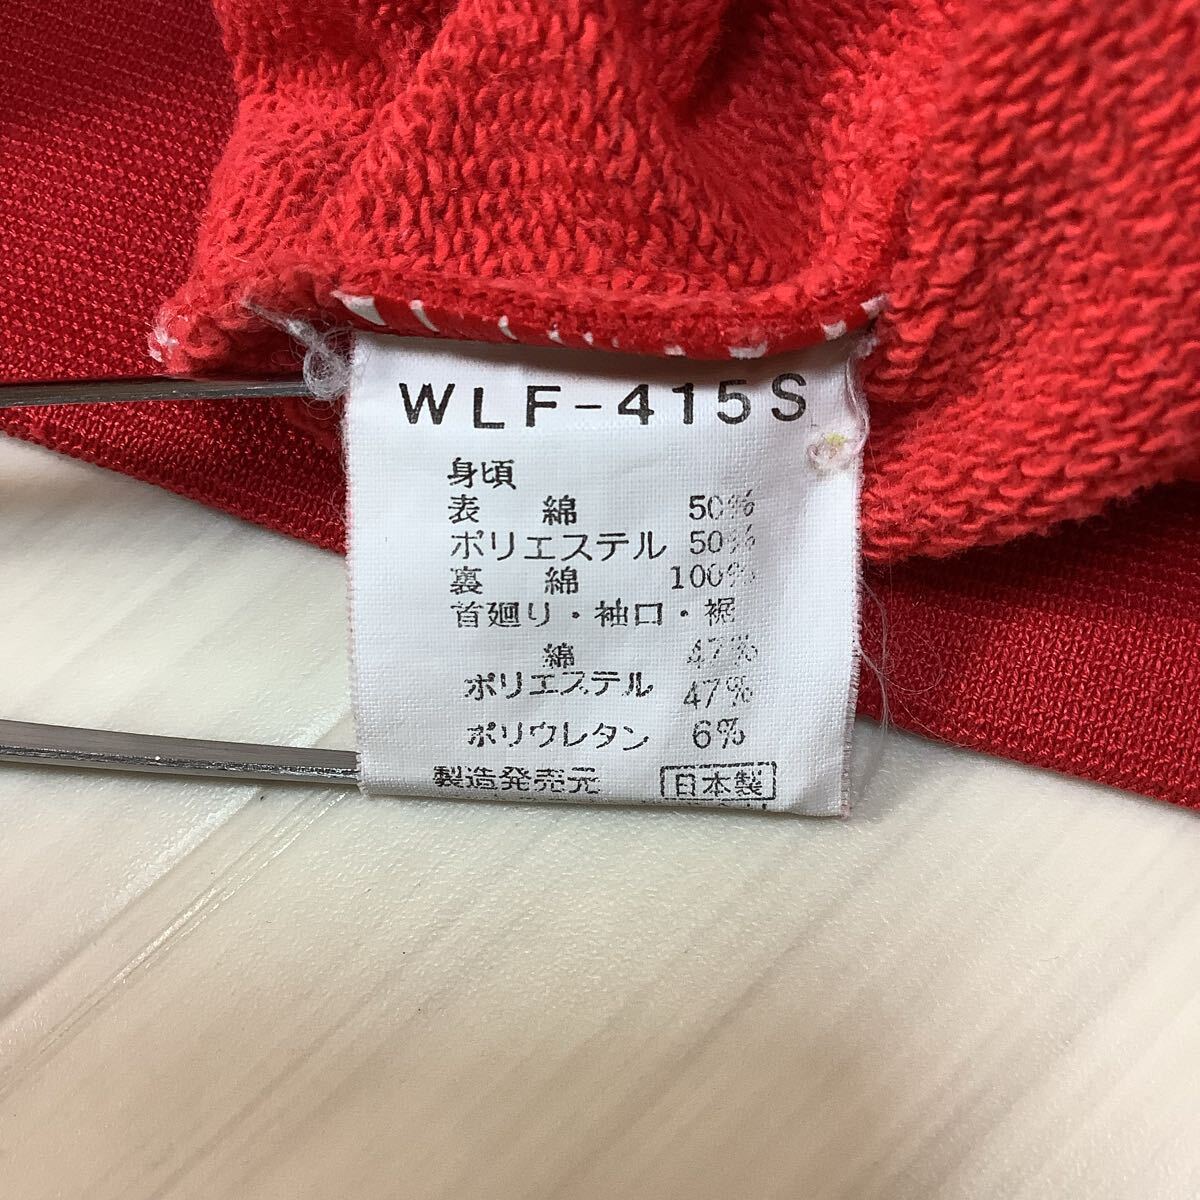 WLF-415S
身頃
表 綿 50%
ポリエステル 50%
裏 綿 100%
首廻り・袖口・裾
綿 47%
ポリエステル 47%
ポリウレタン 6%
製造発売元 日本製